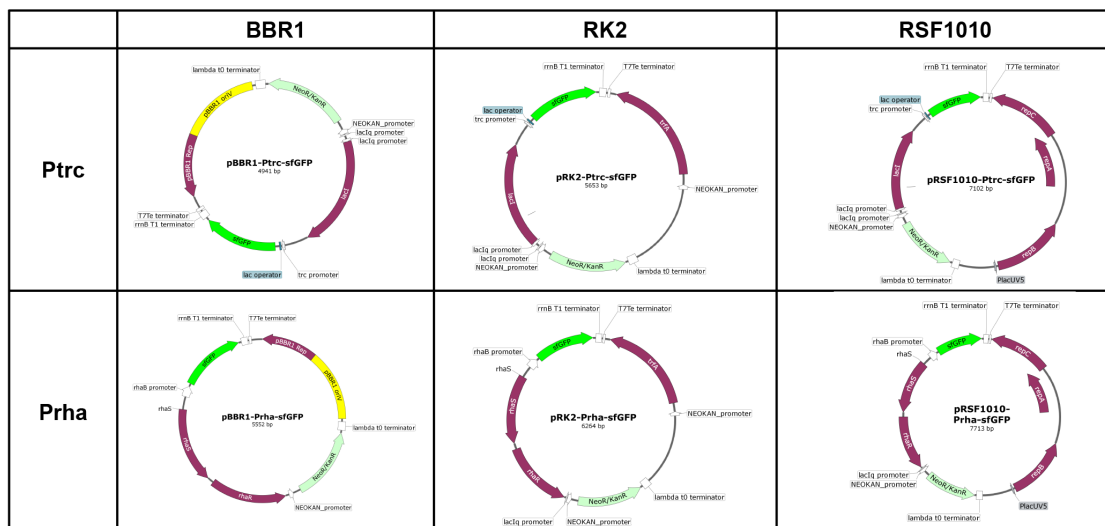 BBR1
RK2
RSF1010
Ptrc
lambda t0 terminator
NeoR/KanR
pBBR1 oriV
NEOKAN_promoter
lacIq promoter
lacIq promoter
pBBR1 Rep
pBBR1-Ptrc-sfGFP
4941 bp
lacI
T7Te terminator
rrnB T1 terminator
sfGFP
lac operator
trc promoter
rrnB T1 terminator
T7Te terminator
lac operator
trc promoter
sfGFP
trfA
pRK2-Ptrc-sfGFP
5653 bp
NEOKAN_promoter
lacI
lacIq promoter
lacIq promoter
NEOKAN_promoter
NeoR/KanR
lambda t0 terminator
rrnB T1 terminator
T7Te terminator
lac operator
trc promoter
sfGFP
repC
repA
lacI
pRSF1010-Ptrc-sfGFP
7102 bp
lacIq promoter
lacIq promoter
NEOKAN_promoter
NeoR/KanR
repB
lambda t0 terminator
PlacUV5
Prha
rrnB T1 terminator
T7Te terminator
sfGFP
pBBR1 Rep
rhaB promoter
pBBR1 oriV
rhaS
pBBR1-Prha-sfGFP
5552 bp
lambda t0 terminator
rhaS
NeoR/KanR
rhaR
NEOKAN_promoter
rrnB T1 terminator
T7Te terminator
rhaB promoter
sfGFP
trfA
rhaS
rhaS
pRK2-Prha-sfGFP
6264 bp
NEOKAN_promoter
rhaR
lacIq promoter
NEOKAN_promoter
NeoR/KanR
lambda t0 terminator
rrnB T1 terminator
T7Te terminator
rhaB promoter
sfGFP
repC
rhaS
rhaS
repA
pRSF1010-
Prha-sfGFP
7713 bp
rhaR
lacIq promoter
NEOKAN_promoter
NeoR/KanR
repB
lambda t0 terminator
PlacUV5